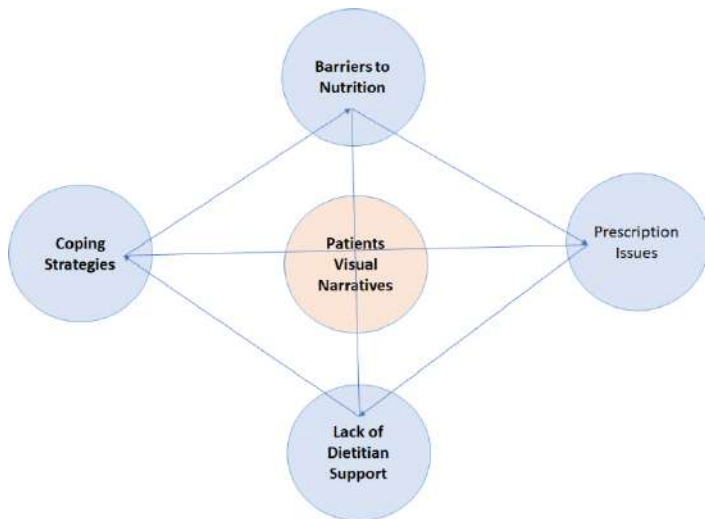 Barriers to
Nutrition
Coping
Strategies
Patients
Visual
Narratives
Prescription
Issues
Lack of
Dietitian
Support